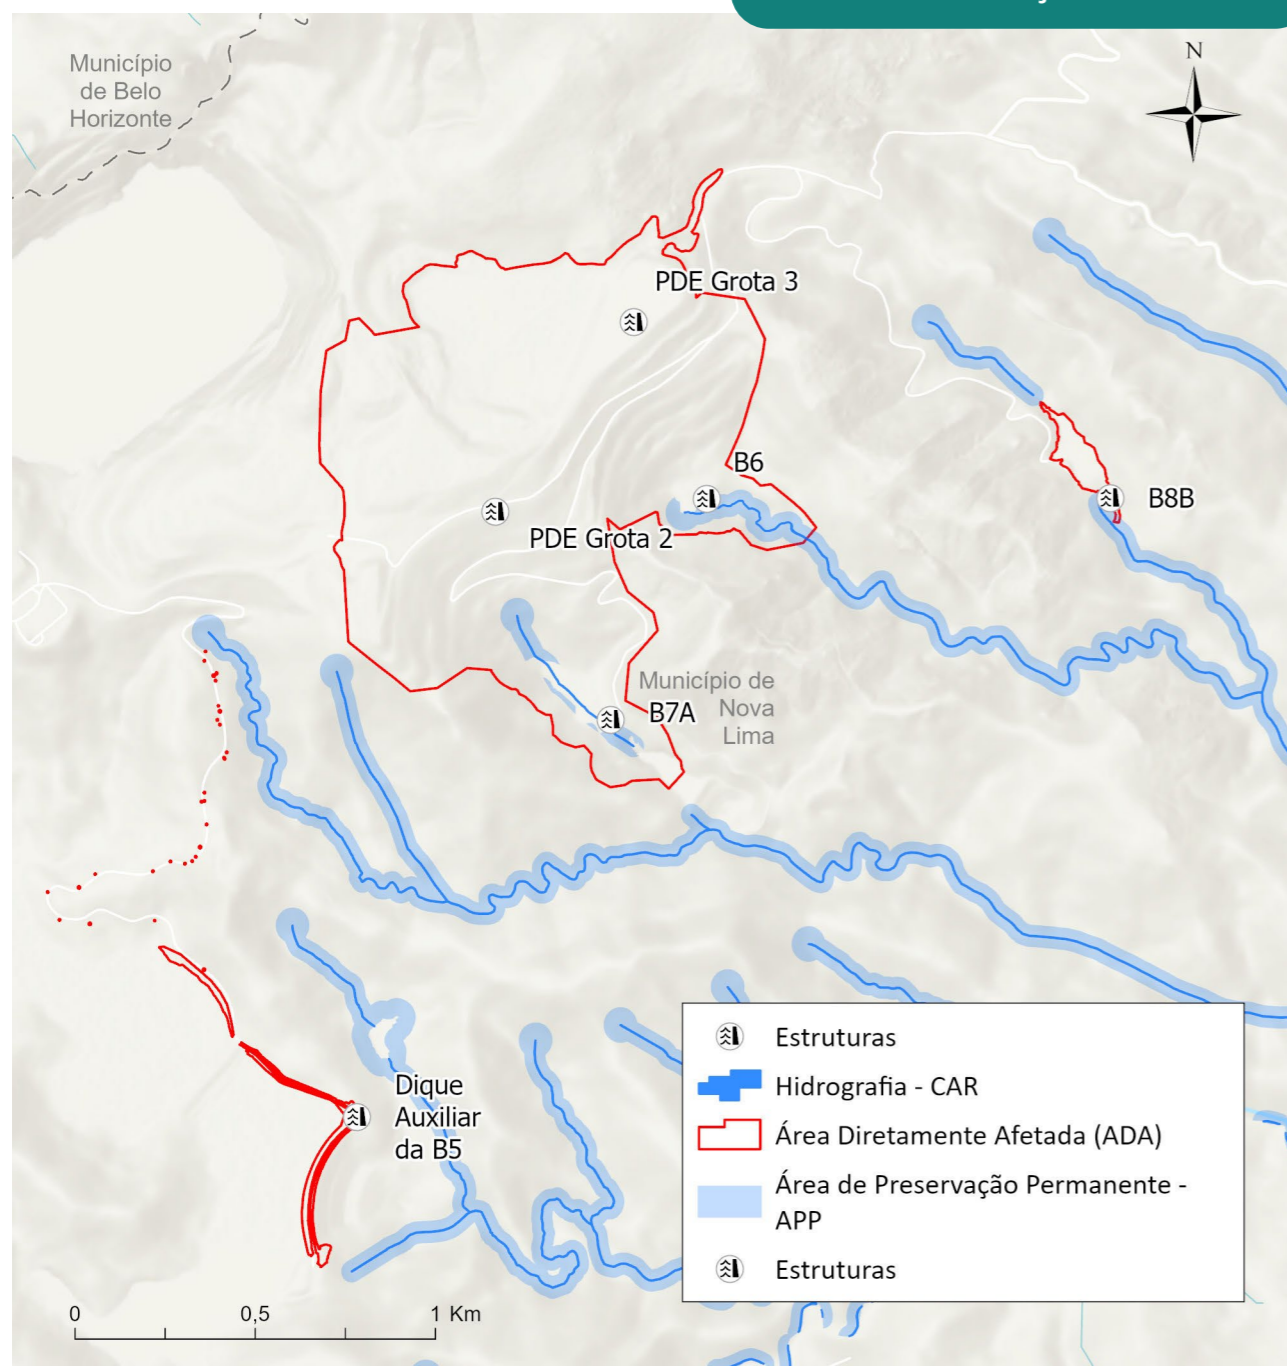 Município
de Belo
Horizonte
N
PDE Grota 3
B6
B8B
PDE Grota 2
Município de
Nova
Lima
B7A
Dique
Auxiliar
da B5
Estruturas
Hidrografia - CAR
Área Diretamente Afetada (ADA)
Área de Preservação Permanente -
APP
Estruturas
0 0,5 1 Km